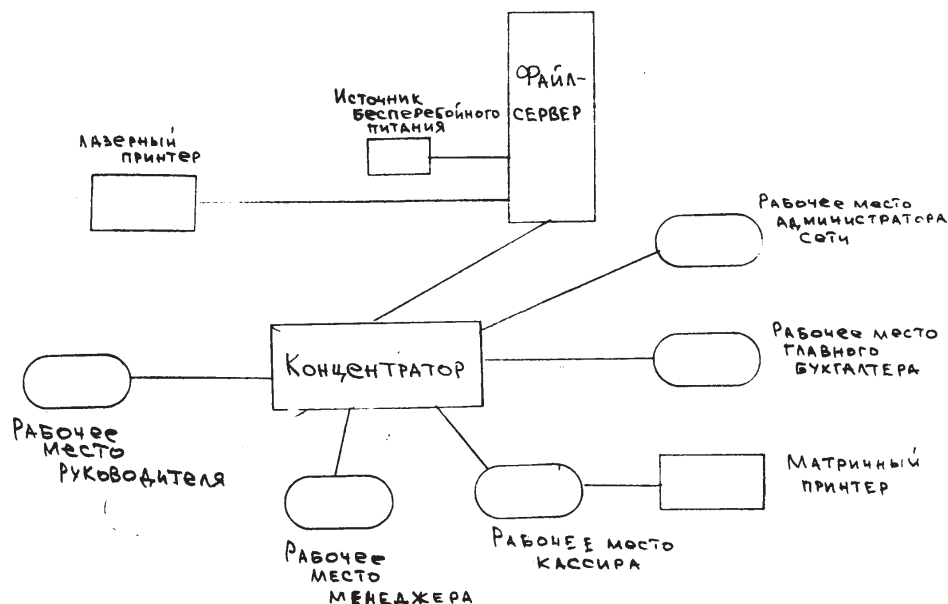 Файл-
сервер
Источник
бесперебойного
питания
Лазерный
принтер
Рабочее место
администратора
сети
Концентратор
Рабочее место
главного
бухгалтера
Рабочее
место
руководителя
Матричный
принтер
Рабочее место
кассира
Рабочее
место
менеджера